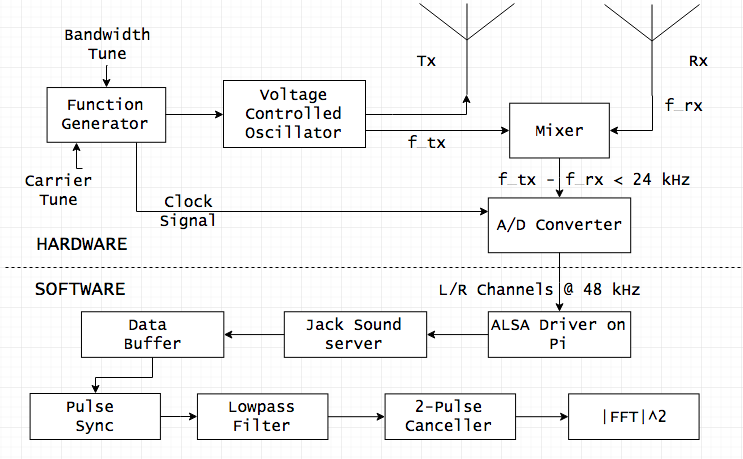 Bandwidth
Tune
Tx
Rx
Function
Generator
Voltage
Controlled
Oscillator
f_rx
Mixer
f_tx
Carrier
Tune
f_tx - f_rx < 24 kHz
Clock
Signal
A/D Converter
HARDWARE
SOFTWARE
L/R Channels @ 48 kHz
Data
Buffer
Jack Sound
server
ALSA Driver on
Pi
Pulse
Sync
Lowpass
Filter
2-Pulse
Canceller
|FFT|^2